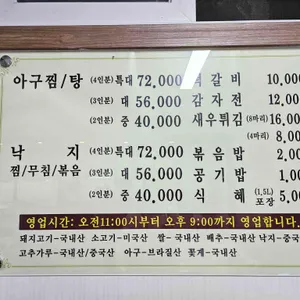 아구찜/탕 (4인분) 특대 72,000 떡 갈 비 10,000
(3인분) 대 56,000 감 자 전 12,000
(2인분) 중 40,000 새우튀김 (8마리) 16,00
(4마리) 8,00
낙 지 (4인분) 특대 72,000 볶 음 밥 2,00
찜/무침/볶음 (3인분) 대 56,000 공 기 밥 1,00
(2인분) 중 40,000 식 혜 (1.5L) 포장 5,00
영업시간: 오전11:00시부터 오후 9:00까지 영업합니다.
돼지고기-국내산 소고기-미국산 쌀- 국내산 배추-국내산 낙지-중국
고추가루-국내산/중국산 아구-브라질산 꽃게-국내산